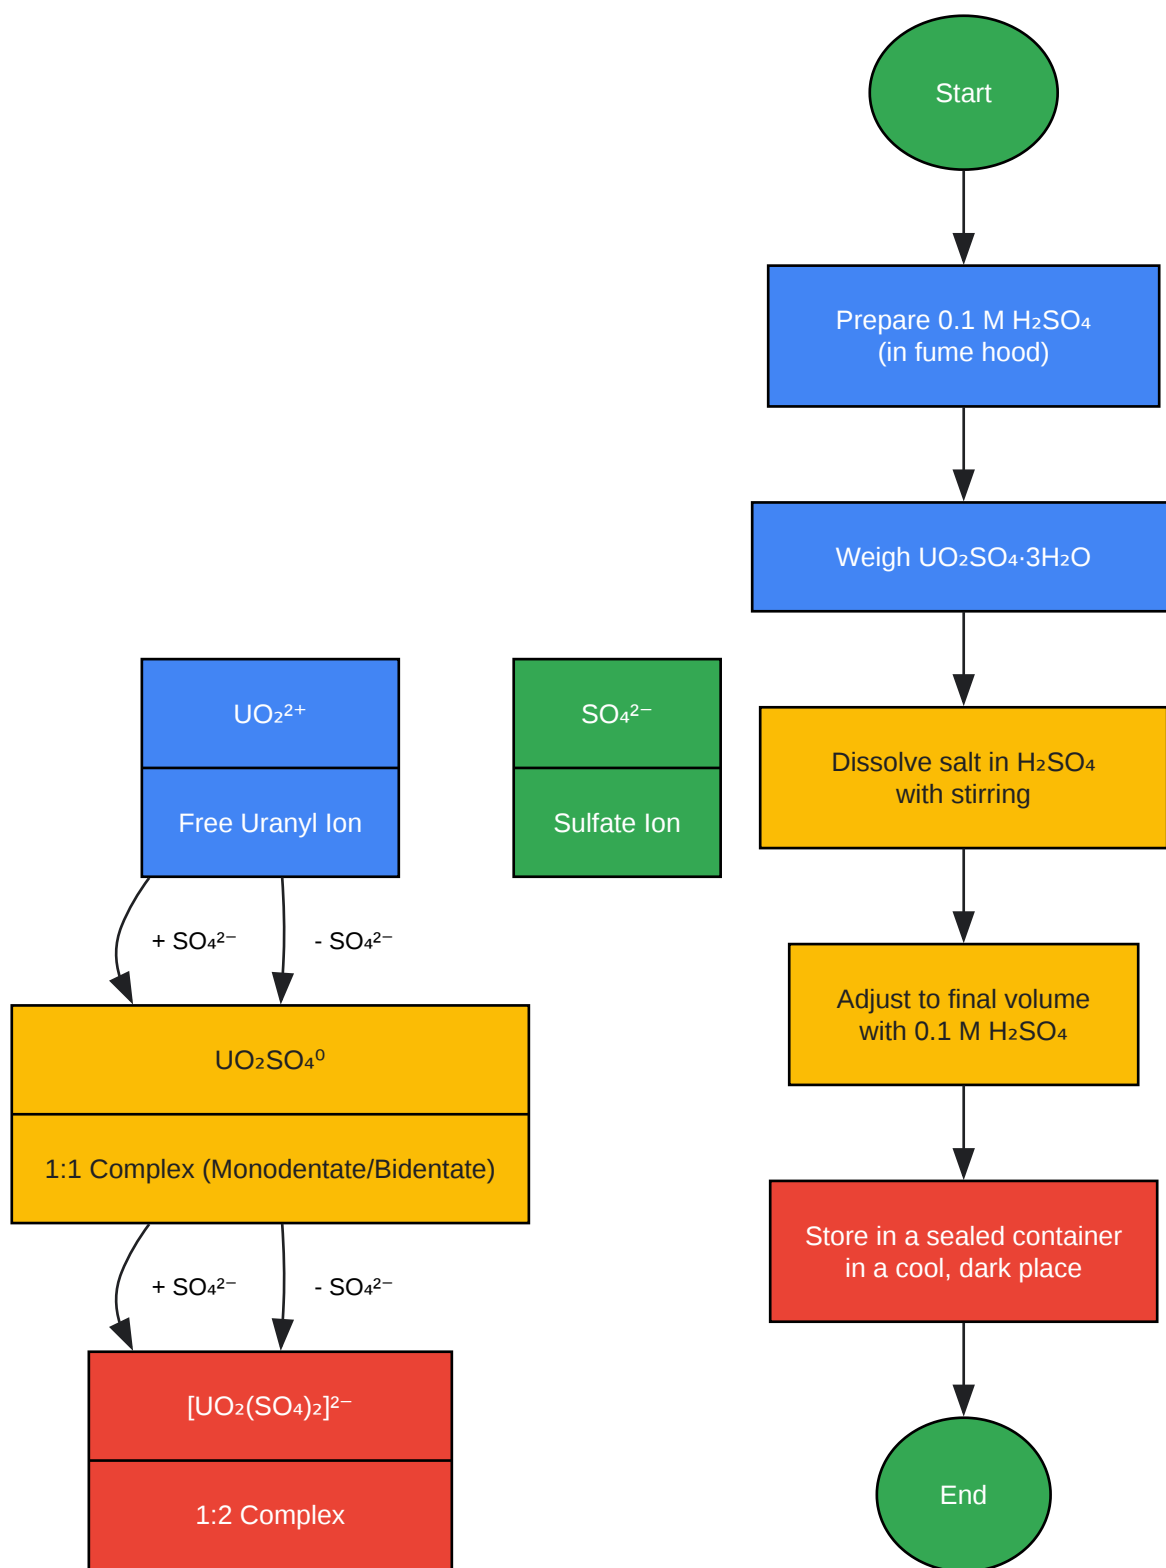 Start
Prepare 0.1 M H₂SO₄
(in fume hood)
Weigh UO₂SO₄·3H₂O
Dissolve salt in H₂SO₄
with stirring
Adjust to final volume
with 0.1 M H₂SO₄
Store in a sealed container
in a cool, dark place
End
UO₂²⁺
Free Uranyl Ion
SO₄²⁻
Sulfate Ion
+ SO₄²⁻
- SO₄²⁻
UO₂SO₄⁰
1:1 Complex (Monodentate/Bidentate)
+ SO₄²⁻
- SO₄²⁻
[UO₂(SO₄)₂]²⁻
1:2 Complex